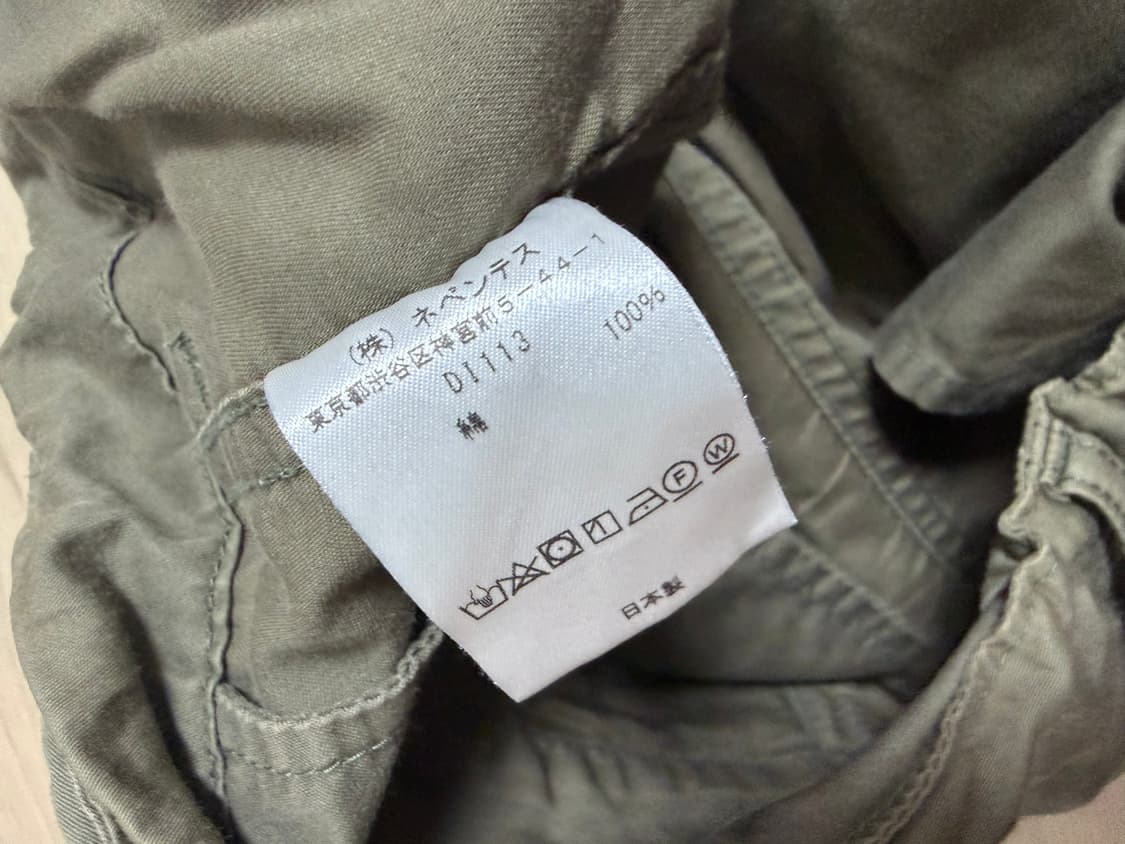 (株) ネペンテス
東京都渋谷区神宮前5-44-1
DI113
綿 100%
F W
日本製